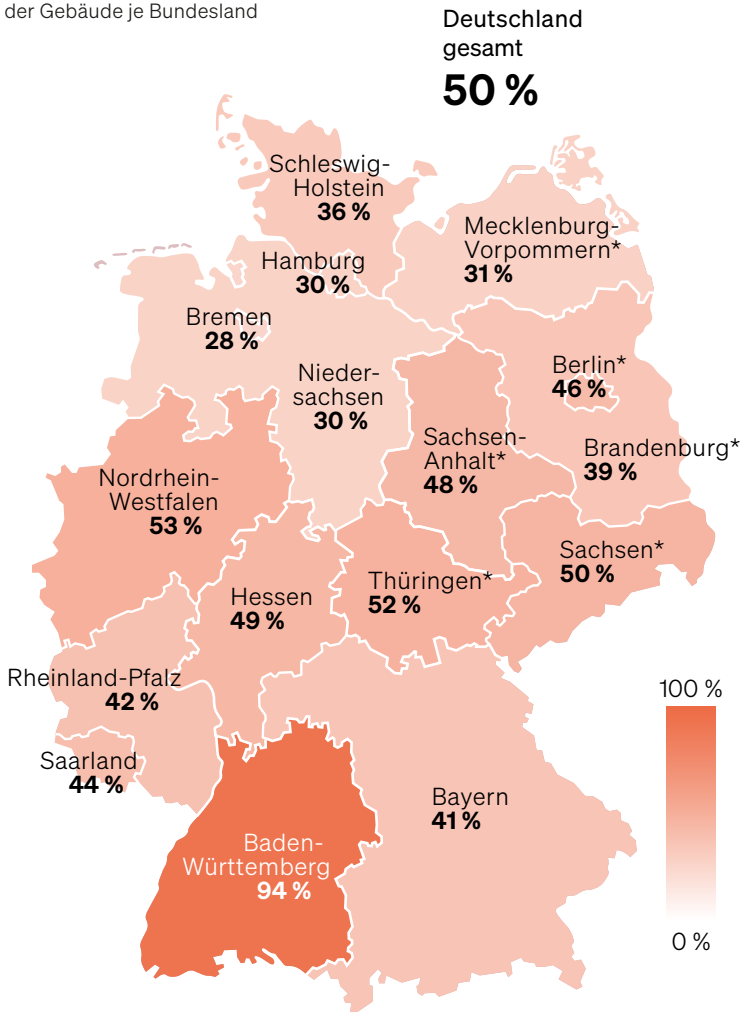 der Gebäude je Bundesland
Deutschland
gesamt
50 %
Schleswig-
Holstein
36 %
Mecklenburg-
Vorpommern*
31 %
Hamburg
30 %
Bremen
28 %
Nieder-
sachsen
30 %
Berlin*
46 %
Brandenburg*
39 %
Sachsen-
Anhalt*
48 %
Nordrhein-
Westfalen
53 %
Sachsen*
50 %
Thüringen*
52 %
Hessen
49 %
Rheinland-Pfalz
42 %
Saarland
44 %
Bayern
41 %
Baden-
Württemberg
94 %
100 %
0 %